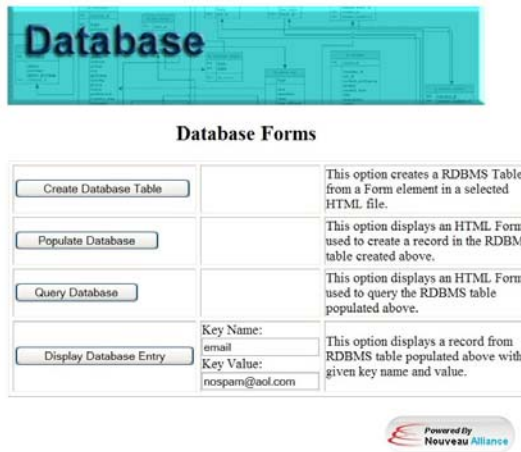 Database
Database Forms
Create Database Table
This option creates a RDBMS Table
from a Form element in a selected
HTML file.
Populate Database
This option displays an HTML Form
used to create a record in the RDBM
table created above.
Query Database
This option displays an HTML Form
used to query the RDBMS table
populated above.
Display Database Entry
Key Name:
email
Key Value:
nospam@aol.com
This option displays a record from
RDBMS table populated above with
given key name and value.
Powered By
Nouveau Alliance